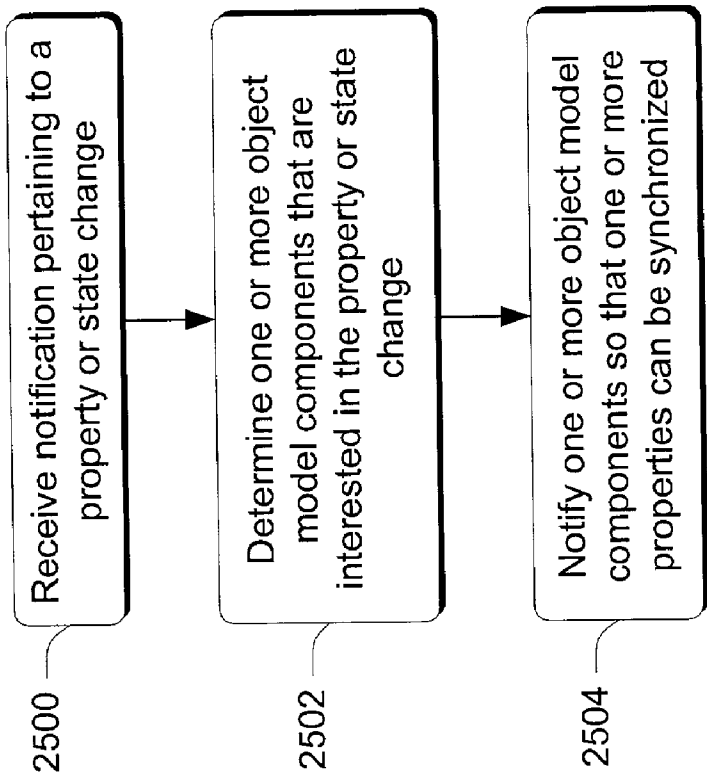 2500
Receive notification pertaining to a
property or state change
2502
Determine one or more object
model components that are
interested in the property or state
change
2504
Notify one or more object model
components so that one or more
properties can be synchronized